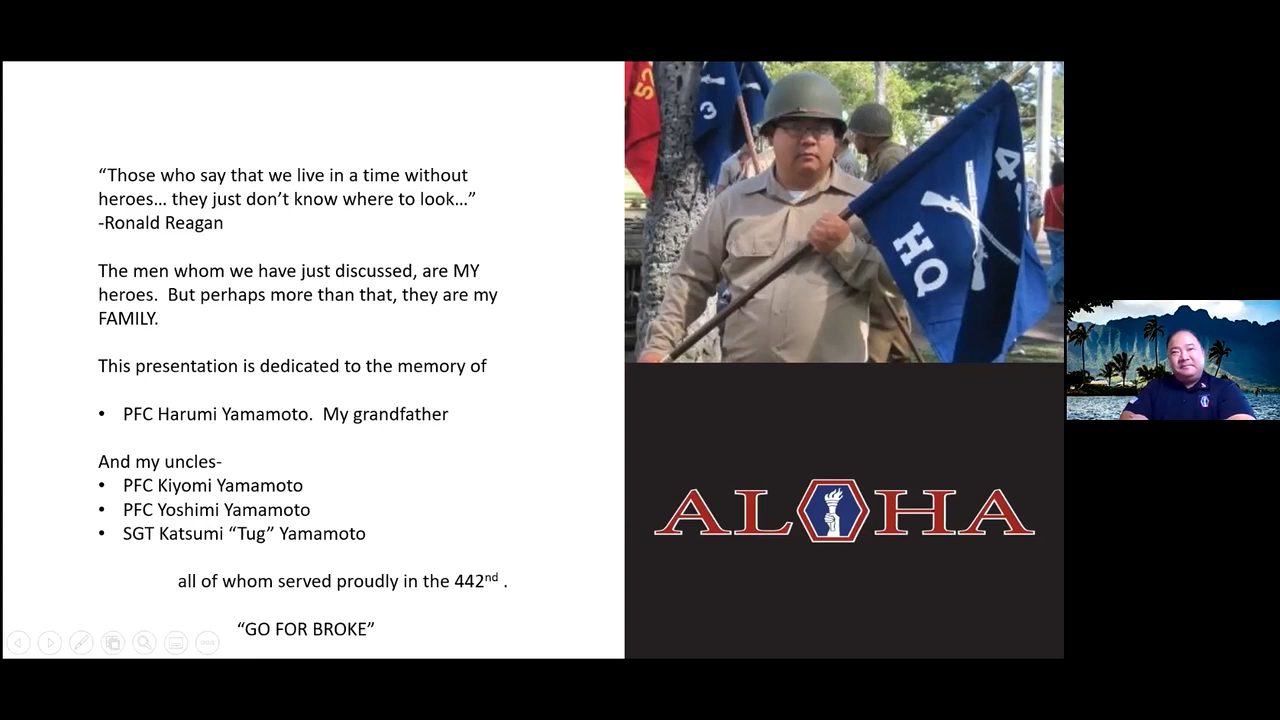 “Those who say that we live in a time without
heroes… they just don’t know where to look…”
-Ronald Reagan
The men whom we have just discussed, are MY
heroes.  But perhaps more than that, they are my
FAMILY.
This presentation is dedicated to the memory of
• PFC Harumi Yamamoto.  My grandfather
And my uncles-
• PFC Kiyomi Yamamoto
• PFC Yoshimi Yamamoto
• SGT Katsumi “Tug” Yamamoto
all of whom served proudly in the 442nd .
“GO FOR BROKE”
52
3
4
HQ
ALOHA